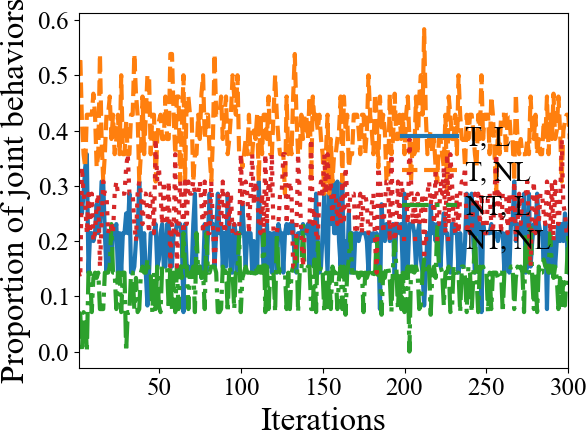 Proportion of joint behaviors
0.6
0.5
0.4
0.3
0.2
0.1
0.0
T, L
T, NL
NT, L
NT, NL
50
100
150
200
250
300
Iterations